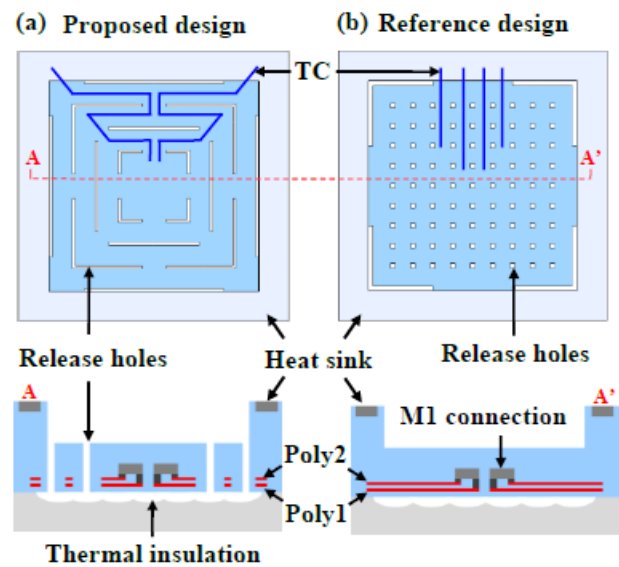 (a) Proposed design
(b) Reference design
TC
A
A'
Release holes
Heat sink
Release holes
A
A'
M1 connection
Poly2
Poly1
Thermal insulation